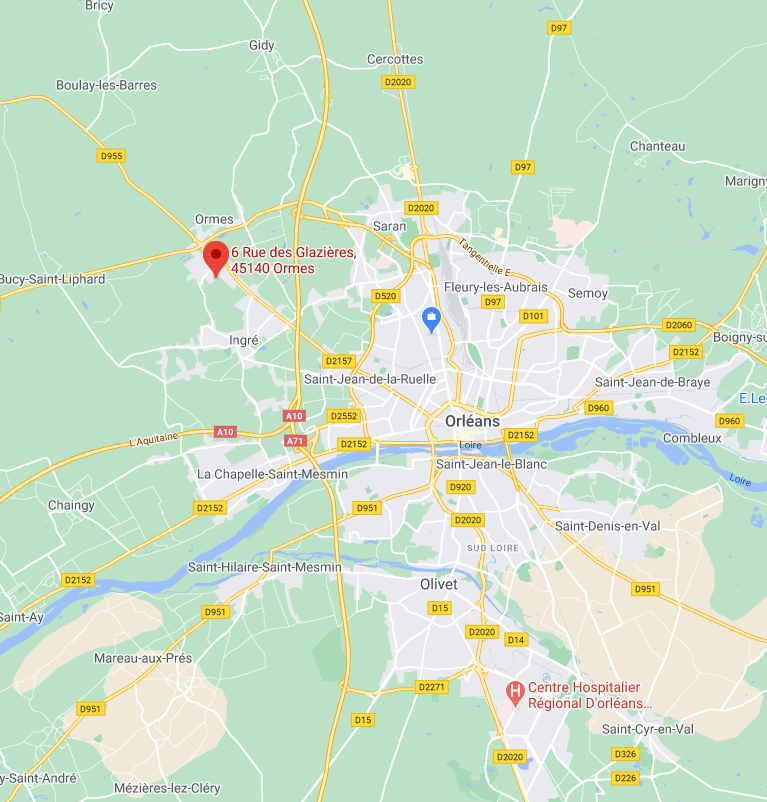 Bricy
D97
Gidy
Cercottes
D2020
Boulay-les-Barres
Chanteau
D955
D97
Marigny
Ormes
D2020
Saran
Tangentielle E
6 Rue des Glazières,
45140 Ormes
Bucy-Saint-Liphard
Fleury-les-Aubrais
Semoy
D520
D97
D101
D2060
Boigny-su
Ingré
D2152
D2157
Saint-Jean-de-la-Ruelle
Saint-Jean-de-Braye
E.Lec
D960
A10
D2552
Orléans
D960
L'Aquitaine
A10
A71
D2152
Loire
D2152
Combleux
Saint-Jean-le-Blanc
La Chapelle-Saint-Mesmin
Loire
D920
Chaingy
D2152
D951
D2020
Saint-Denis-en-Val
SUD LOIRE
Saint-Hilaire-Saint-Mesmin
D2152
Olivet
D951
Saint-Ay
D951
D15
D2020
D14
Mareau-aux-Prés
D2271
Centre Hospitalier
Régional D'orléans...
D951
D15
Saint-Cyr-en-Val
D2020
D326
y-Saint-André
D226
Mézières-lez-Cléry